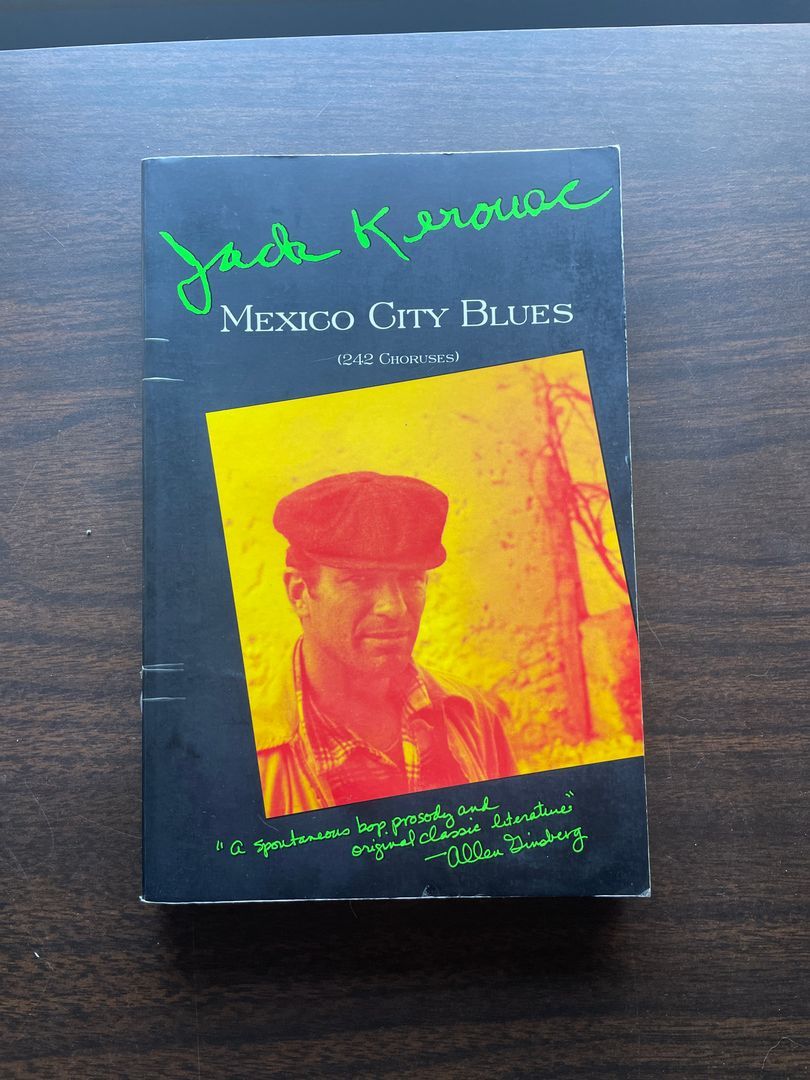 Jack Kerouac
MEXICO CITY BLUES
(242 CHORUSES)
"A spontaneous bop prosody and
original classic literature"
—Allen Ginsberg